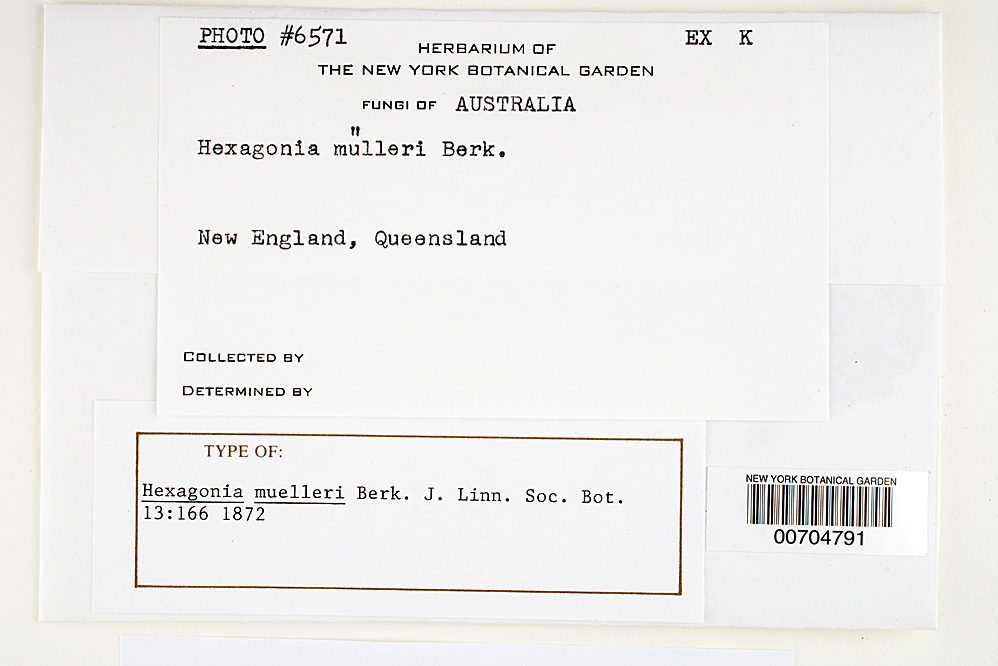 PHOTO #6571
EX K
HERBARIUM OF
THE NEW YORK BOTANICAL GARDEN
FUNGI OF AUSTRALIA
Hexagonia mülleri Berk.
New England, Queensland
COLLECTED BY
DETERMINED BY
TYPE OF:
Hexagonia muelleri Berk. J. Linn. Soc. Bot.
13:166 1872
NEW YORK BOTANICAL GARDEN
00704791